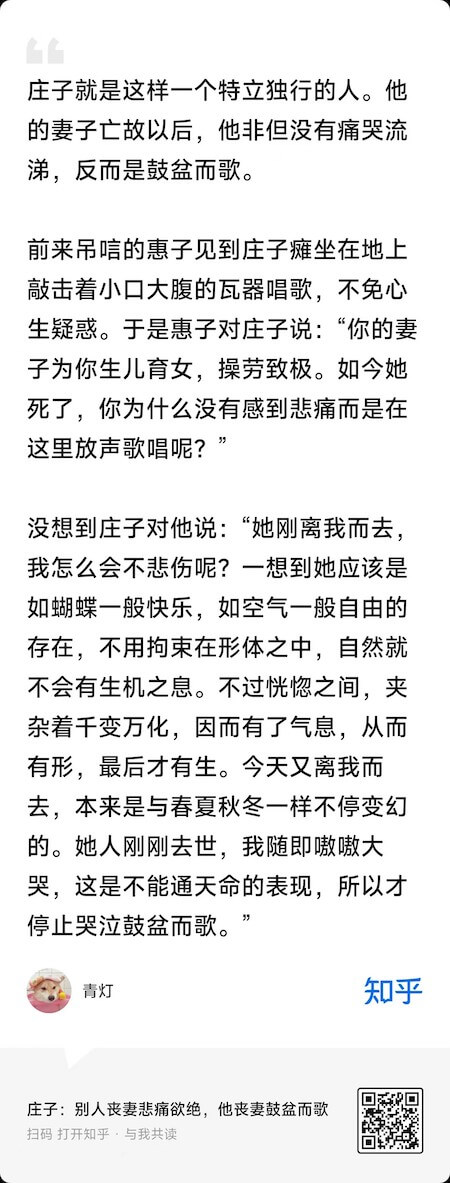 庄子就是这样一个特立独行的人。他
的妻子亡故以后，他非但没有痛哭流
涕，反而是鼓盆而歌。
前来吊唁的惠子见到庄子瘫坐在地上
敲击着小口大腹的瓦器唱歌，不免心
生疑惑。于是惠子对庄子说：“你的妻
子为你生儿育女，操劳致极。如今她
死了，你为什么没有感到悲痛而是在
这里放声歌唱呢？”
没想到庄子对他说：“她刚离我而去，
我怎么会不悲伤呢？一想到她应该是
如蝴蝶一般快乐，如空气一般自由的
存在，不用拘束在形体之中，自然就
不会有生机之息。不过恍惚之间，夹
杂着千变万化，因而有了气息，从而
有形，最后才有生。今天又离我而
去，本来是与春夏秋冬一样不停变幻
的。她人刚刚去世，我随即嗷嗷大
哭，这是不能通天命的表现，所以才
停止哭泣鼓盆而歌。”
青灯
知乎
庄子：别人丧妻悲痛欲绝，他丧妻鼓盆而歌
扫码 打开知乎 · 与我共读